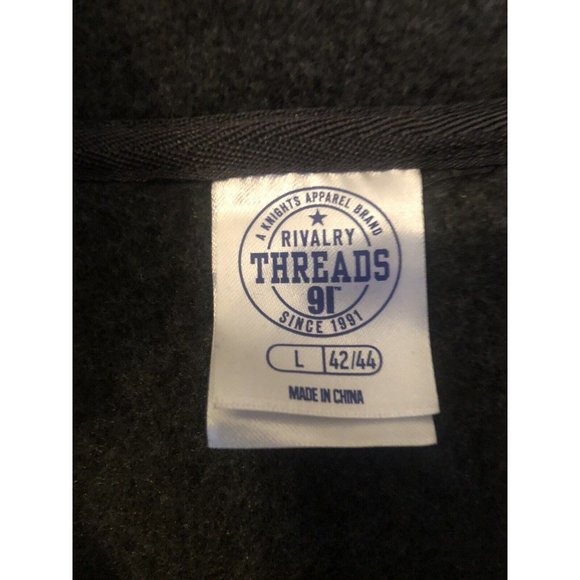 A KNIGHTS APPAREL BRAND
RIVALRY
THREADS
91
SINCE 1991
L 42/44
MADE IN CHINA